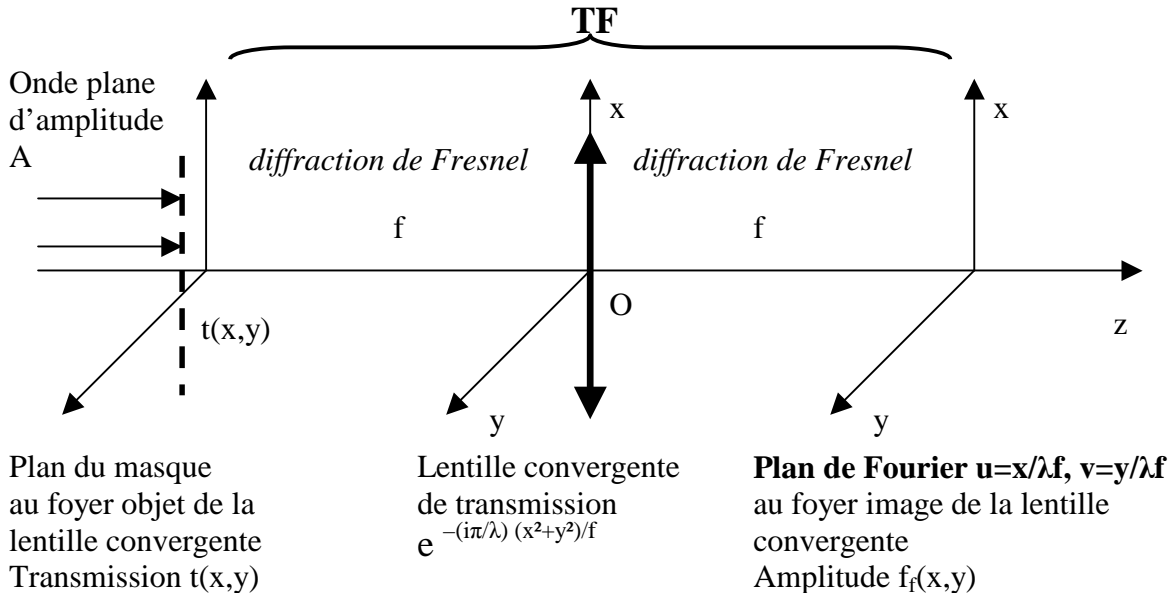 TF
Onde plane
d'amplitude
A
x
x
diffraction de Fresnel
diffraction de Fresnel
f
f
O
z
t(x,y)
y
y
Plan du masque
au foyer objet de la
lentille convergente
Transmission t(x,y)
Lentille convergente
de transmission
e –(iπ/λ) (x²+y²)/f
Plan de Fourier u=x/λf, v=y/λf
au foyer image de la lentille
convergente
Amplitude ff(x,y)